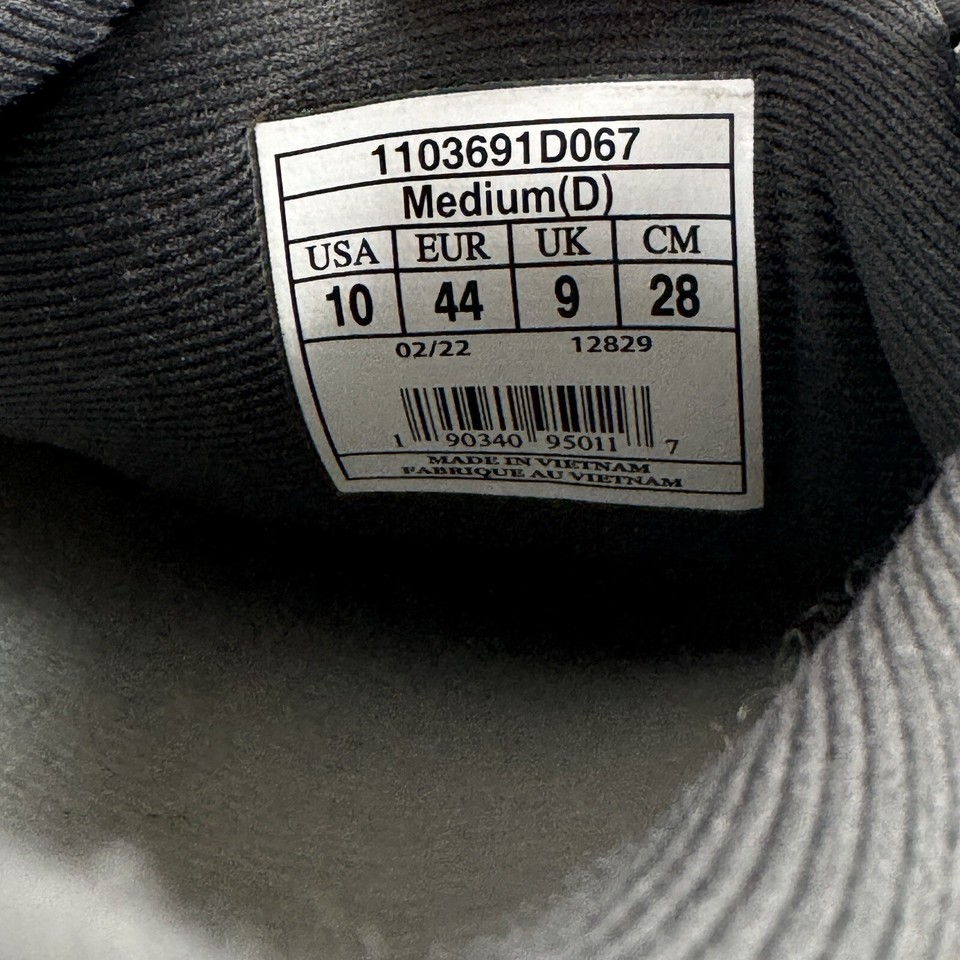 1103691D067
Medium(D)
USA EUR UK CM
10 44 9 28
02/22 12829
1 90340 95011 7
MADE IN VIETNAM
FABRIQUE AU VIETNAM